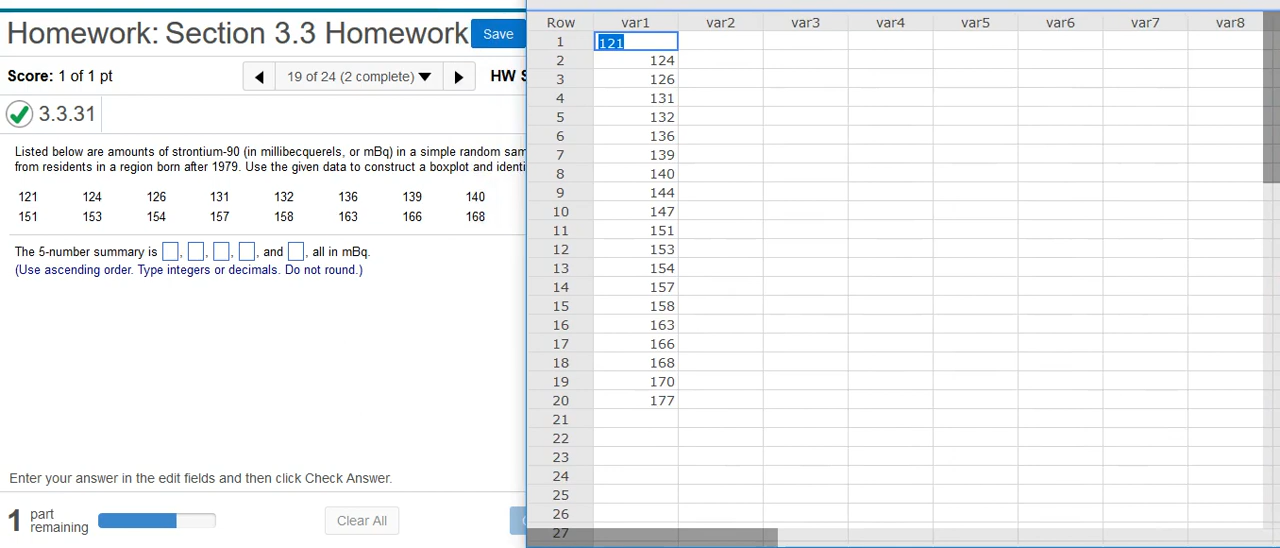 Homework: Section 3.3 Homework
Save
Score: 1 of 1 pt
19 of 24 (2 complete)
HW S
3.3.31
Listed below are amounts of strontium-90 (in millibecquerels, or mBq) in a simple random sam
from residents in a region born after 1979. Use the given data to construct a boxplot and identi
121 124 126 131 132 136 139 140
151 153 154 157 158 163 166 168
The 5-number summary is , , , , and , all in mBq.
(Use ascending order. Type integers or decimals. Do not round.)
Enter your answer in the edit fields and then click Check Answer.
1 part
remaining
Clear All
Row var1 var2 var3 var4 var5 var6 var7 var8
1 121
2 124
3 126
4 131
5 132
6 136
7 139
8 140
9 144
10 147
11 151
12 153
13 154
14 157
15 158
16 163
17 166
18 168
19 170
20 177
21
22
23
24
25
26
27